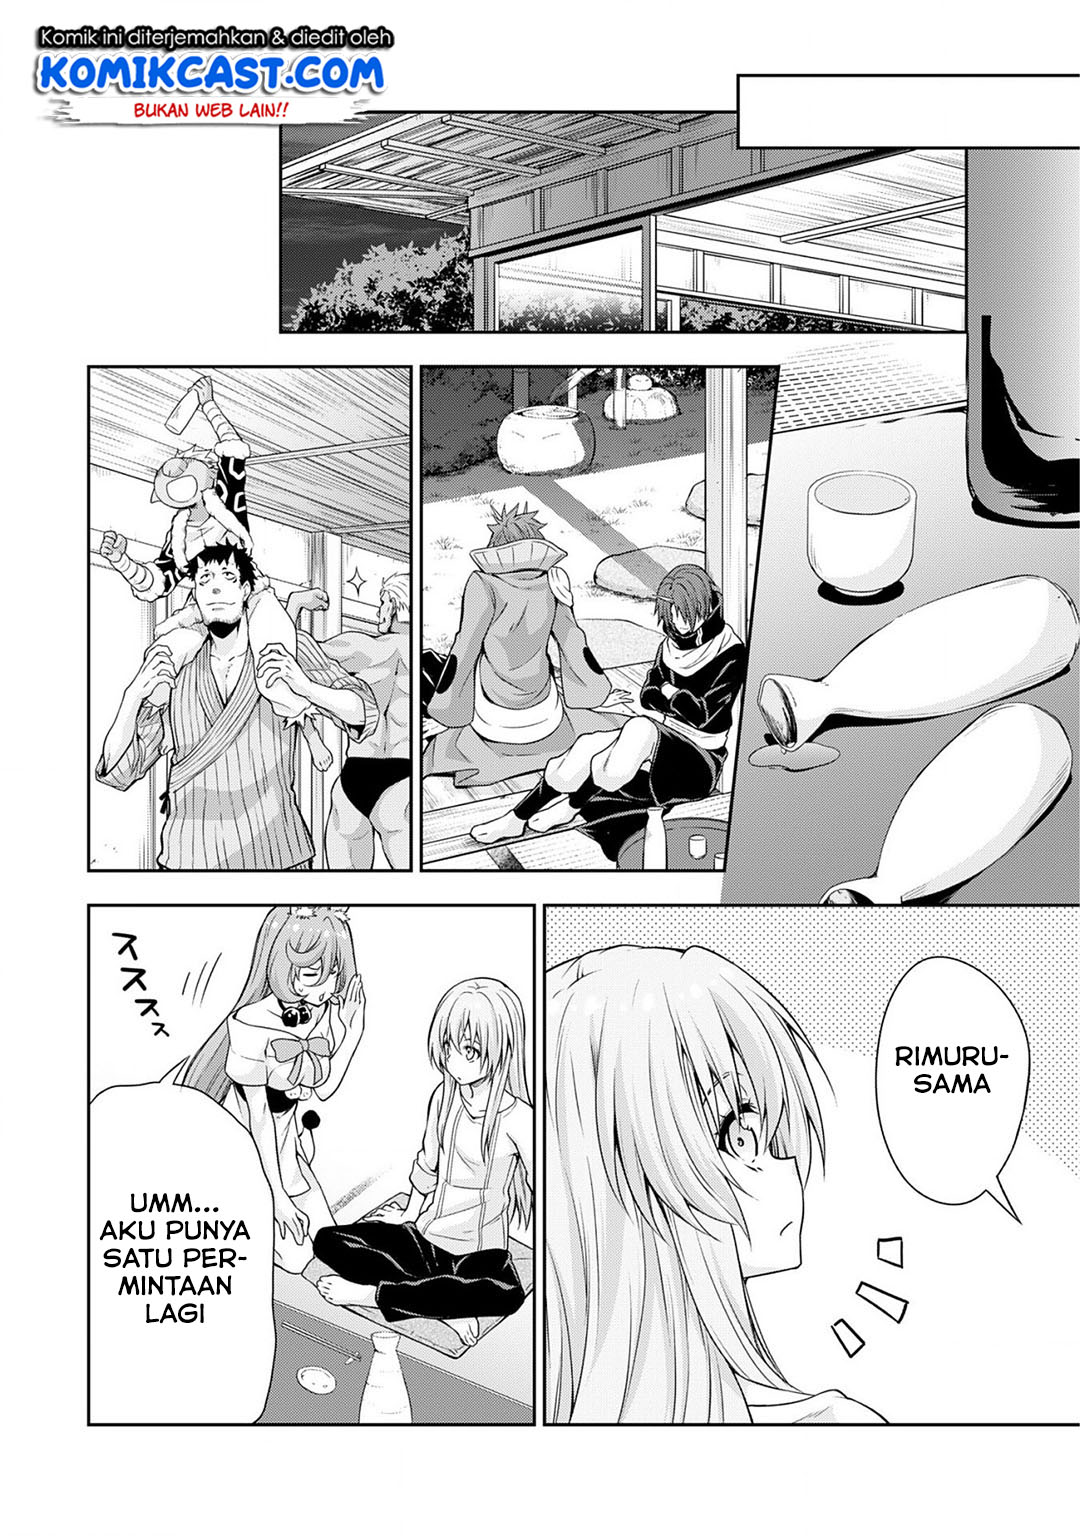 Komik ini diterjemahkan & diedit oleh
KOMIKCAST.COM
BUKAN WEB LAIN!!
RIMURU-
SAMA
ススススス
UMM...
AKU PUNYA
SATU PER-
MINTAAN
LAGI